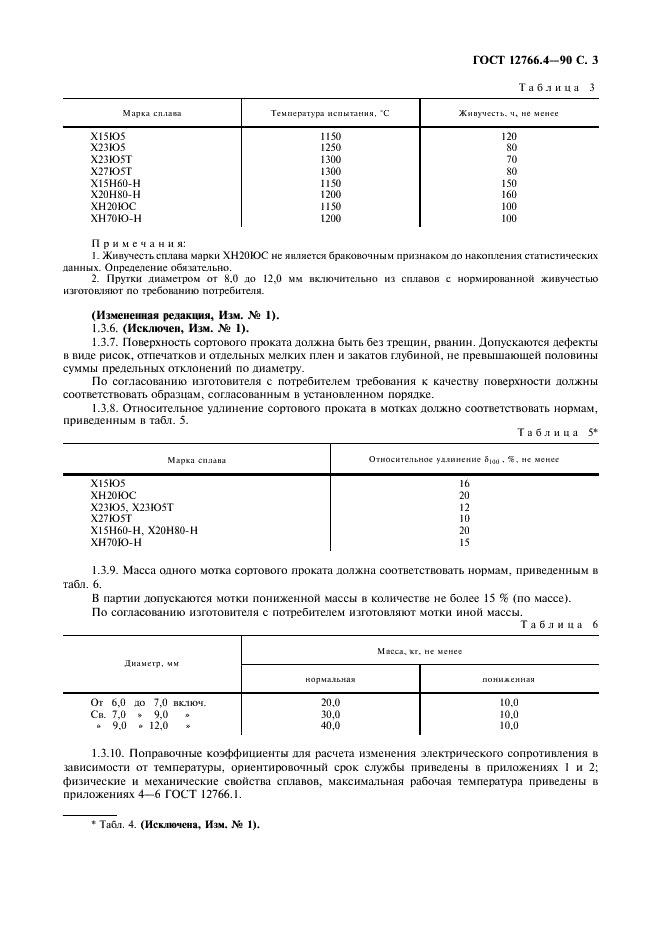 ГОСТ 12766.4—90 С. 3
Таблица 3
Марка сплава Температура испытания, °С Живучесть, ч, не менее
Х15Ю5 1150 120
Х23Ю5 1250 80
Х23Ю5Т 1300 70
Х27Ю5Т 1300 80
Х15Н60-Н 1150 150
Х20Н80-Н 1200 160
ХН20ЮС 1150 100
ХН70Ю-Н 1200 100
Примечания:
1. Живучесть сплава марки ХН20ЮС не является браковочным признаком до накопления статистических
данных. Определение обязательно.
2. Прутки диаметром от 8,0 до 12,0 мм включительно из сплавов с нормированной живучестью
изготовляют по требованию потребителя.
(Измененная редакция, Изм. № 1).
1.3.6. (Исключен, Изм. № 1).
1.3.7. Поверхность сортового проката должна быть без трещин, рванин. Допускаются дефекты
в виде рисок, отпечатков и отдельных мелких плен и закатов глубиной, не превышающей половины
суммы предельных отклонений по диаметру.
По согласованию изготовителя с потребителем требования к качеству поверхности должны
соответствовать образцам, согласованным в установленном порядке.
1.3.8. Относительное удлинение сортового проката в мотках должно соответствовать нормам,
приведенным в табл. 5.
Таблица 5*
Марка сплава Относительное удлинение δ100 , %, не менее
Х15Ю5 16
ХН20ЮС 20
Х23Ю5, Х23Ю5Т 12
Х27Ю5Т 10
Х15Н60-Н, Х20Н80-Н 20
ХН70Ю-Н 15
1.3.9. Масса одного мотка сортового проката должна соответствовать нормам, приведенным в
табл. 6.
В партии допускаются мотки пониженной массы в количестве не более 15 % (по массе).
По согласованию изготовителя с потребителем изготовляют мотки иной массы.
Таблица 6
Диаметр, мм Масса, кг, не менее
нормальная пониженная
От 6,0 до 7,0 включ. 20,0 10,0
Св. 7,0 » 9,0 » 30,0 10,0
» 9,0 » 12,0 » 40,0 10,0
1.3.10. Поправочные коэффициенты для расчета изменения электрического сопротивления в
зависимости от температуры, ориентировочный срок службы приведены в приложениях 1 и 2;
физические и механические свойства сплавов, максимальная рабочая температура приведены в
приложениях 4—6 ГОСТ 12766.1.
* Табл. 4. (Исключена, Изм. № 1).